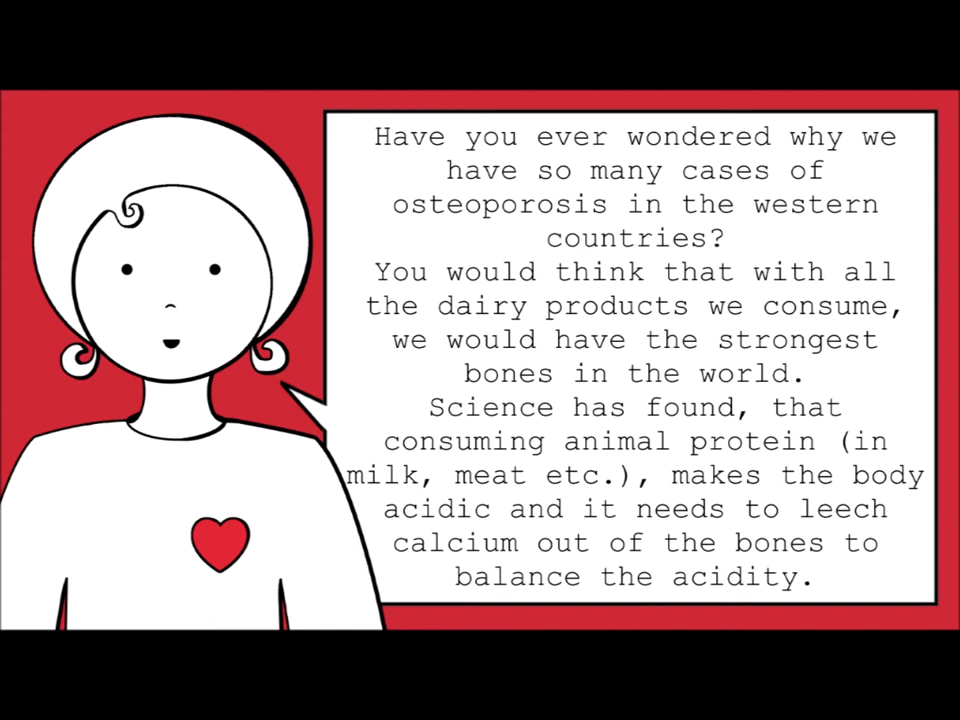 Have you ever wondered why we
have so many cases of
osteoporosis in the western
countries?
You would think that with all
the dairy products we consume,
we would have the strongest
bones in the world.
Science has found, that
consuming animal protein (in
milk, meat etc.), makes the body
acidic and it needs to leech
calcium out of the bones to
balance the acidity.